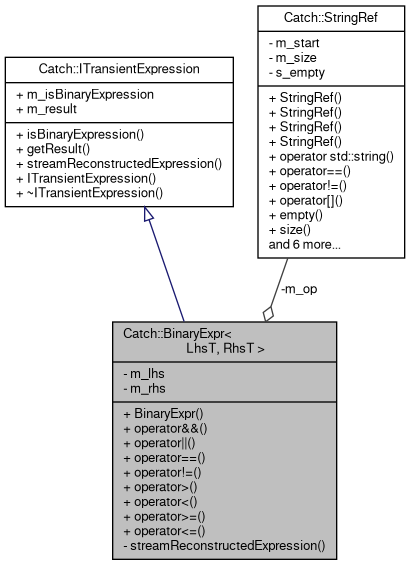 Catch::ITransientExpression
+ m_isBinaryExpression
+ m_result
+ isBinaryExpression()
+ getResult()
+ streamReconstructedExpression()
+ ITransientExpression()
+ ~ITransientExpression()
Catch::StringRef
- m_start
- m_size
- s_empty
+ StringRef()
+ StringRef()
+ StringRef()
+ StringRef()
+ operator std::string()
+ operator==()
+ operator!=()
+ operator[]()
+ empty()
+ size()
and 6 more...
-m_op
Catch::BinaryExpr<
LhsT, RhsT >
- m_lhs
- m_rhs
+ BinaryExpr()
+ operator&&()
+ operator||()
+ operator==()
+ operator!=()
+ operator>()
+ operator<()
+ operator>=()
+ operator<=()
- streamReconstructedExpression()